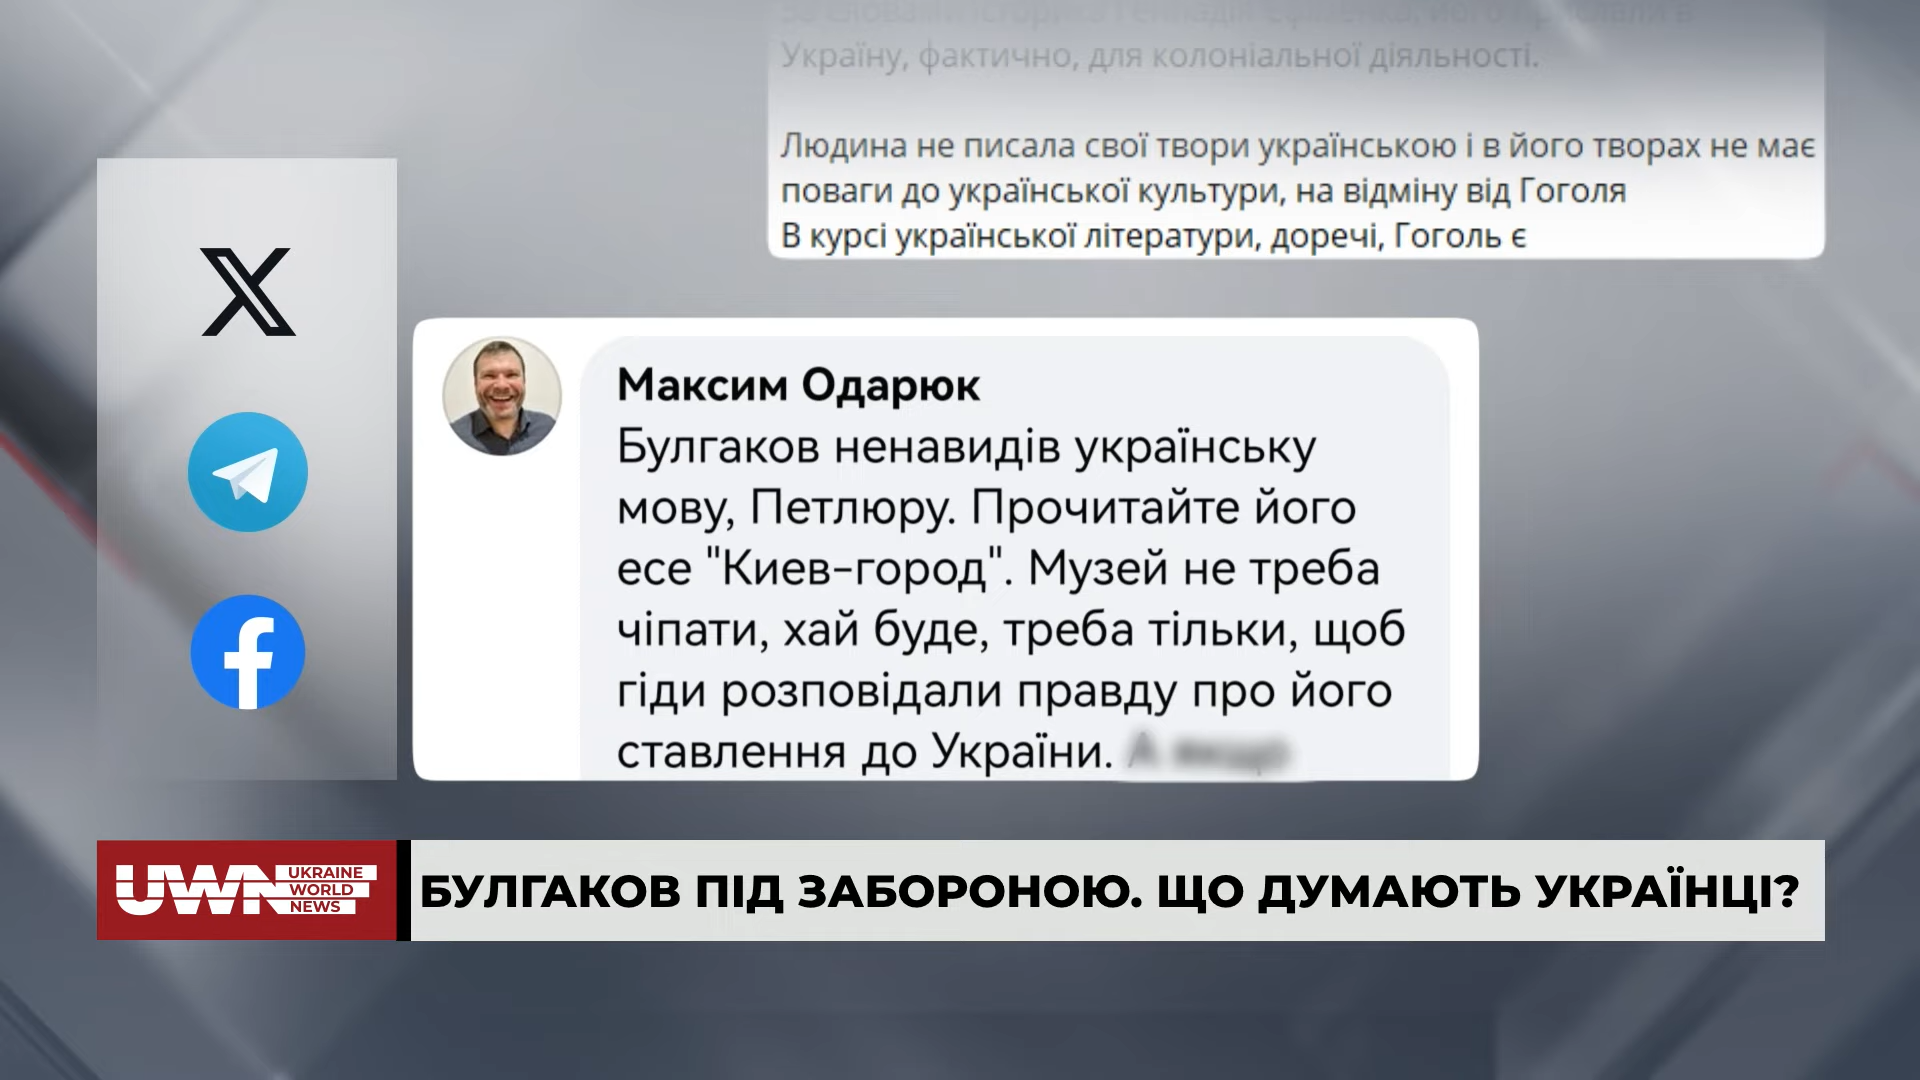 Україну, фактично, для колоніальної діяльності.
Людина не писала свої твори українською і в його творах не має
поваги до української культури, на відміну від Гоголя
В курсі української літератури, доречі, Гоголь є
Максим Одарюк
Булгаков ненавидів українську
мову, Петлюру. Прочитайте його
есе "Киев-город". Музей не треба
чіпати, хай буде, треба тільки, щоб
гіди розповідали правду про його
ставлення до України. А якщо
UWN UKRAINE
WORLD
NEWS
БУЛГАКОВ ПІД ЗАБОРОНОЮ. ЩО ДУМАЮТЬ УКРАЇНЦІ?